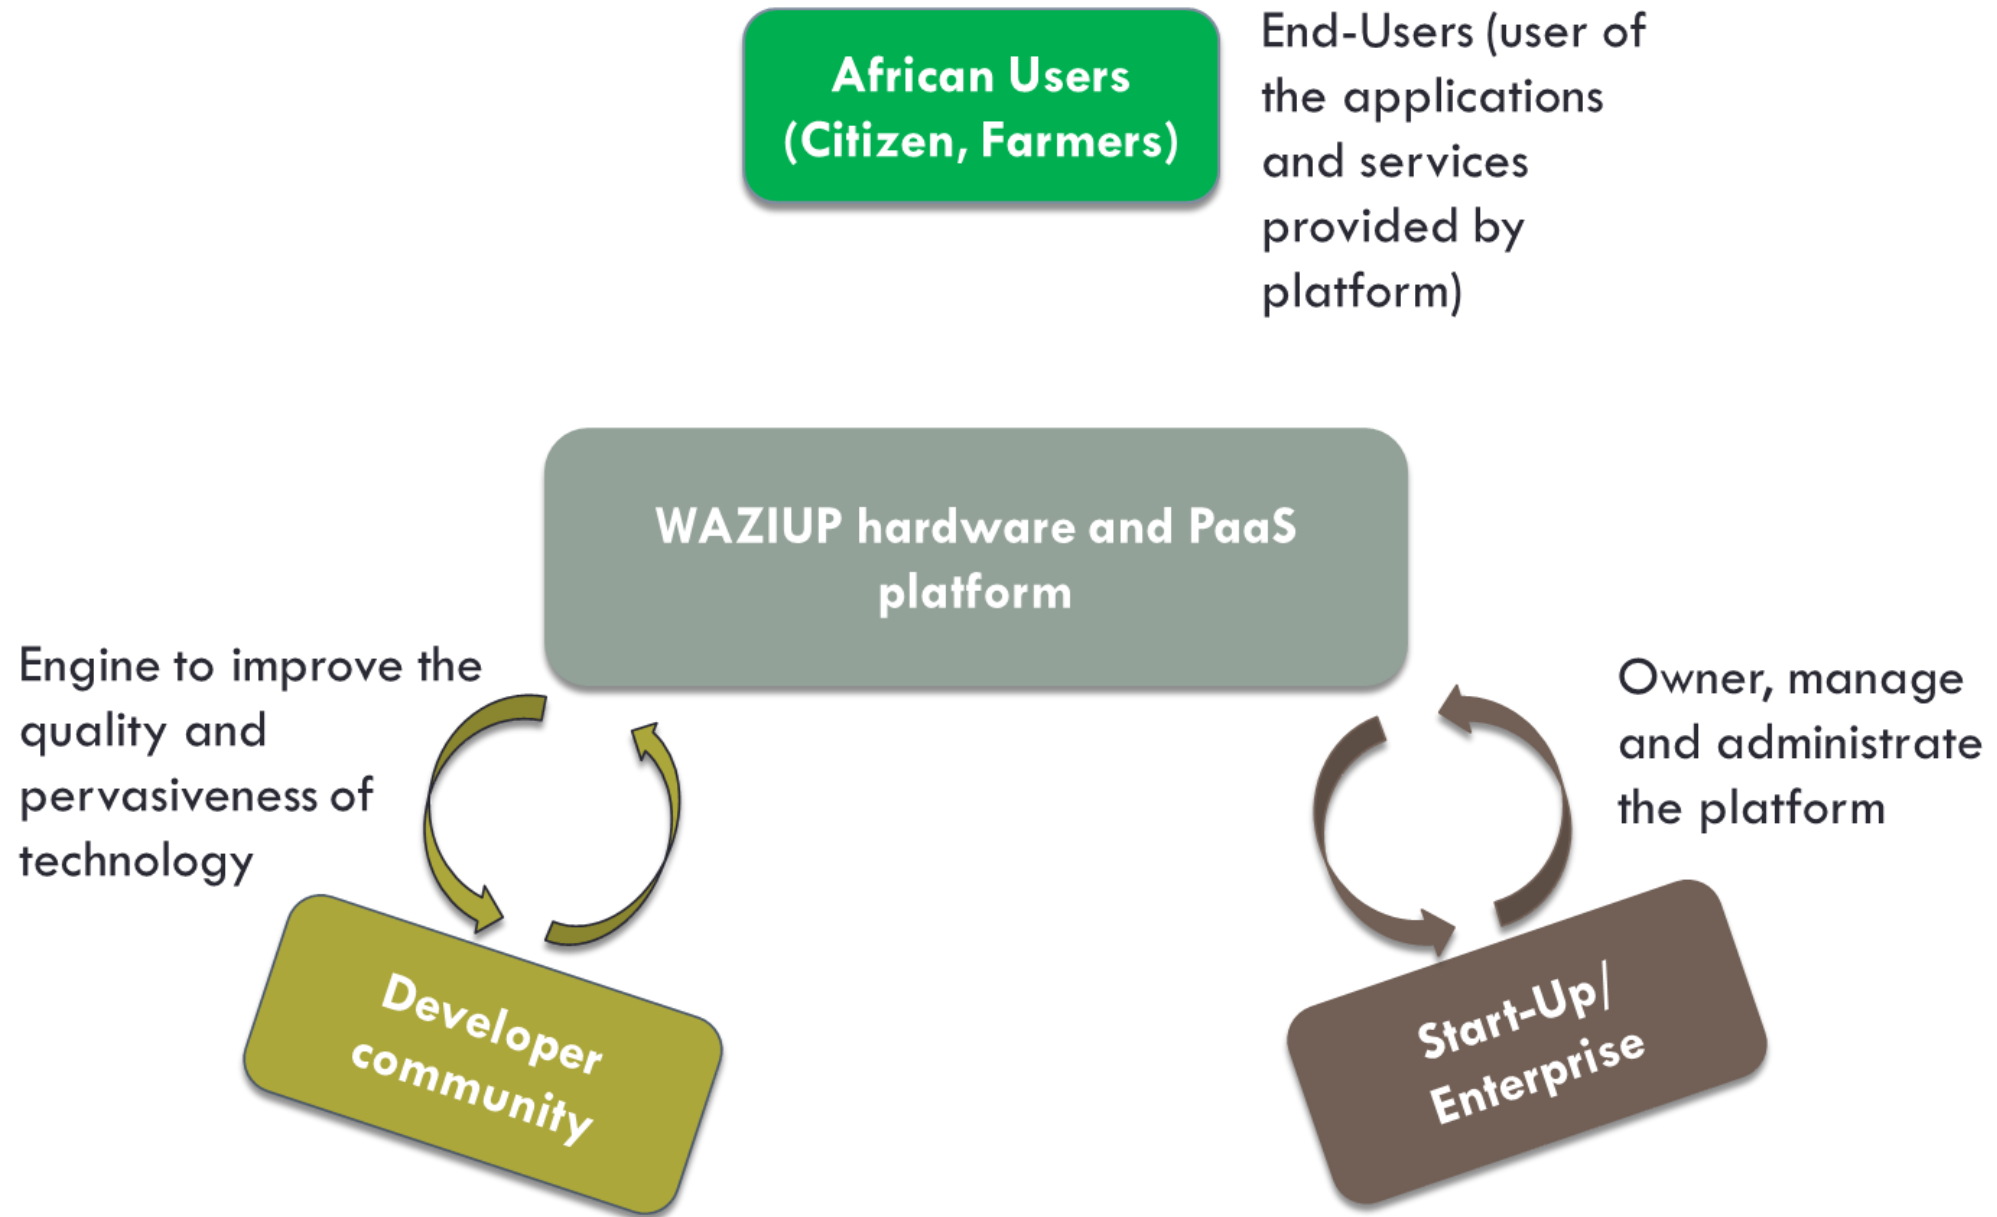 African Users
(Citizen, Farmers)
End-Users (user of
the applications
and services
provided by
platform)
WAZIUP hardware and PaaS
platform
Engine to improve the
quality and
pervasiveness of
technology
Owner, manage
and administrate
the platform
Developer
community
Start-Up/
Enterprise